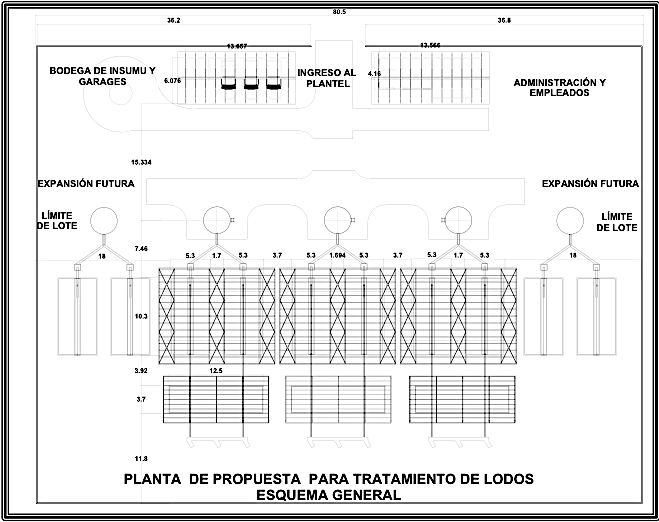 80.5
36.2
36.8
13.657
13.566
BODEGA DE INSUMU Y
GARAGES
6.076
INGRESO AL
PLANTEL
4.16
ADMINISTRACIÓN Y
EMPLEADOS
15.334
EXPANSIÓN FUTURA
EXPANSIÓN FUTURA
LÍMITE
DE LOTE
LÍMITE
DE LOTE
7.46
18
5.3 1.7 5.3 3.7 5.3 1.694 5.3 3.7 5.3 1.7 5.3
18
10.3
3.92
12.5
3.7
11.8
PLANTA DE PROPUESTA PARA TRATAMIENTO DE LODOS
ESQUEMA GENERAL